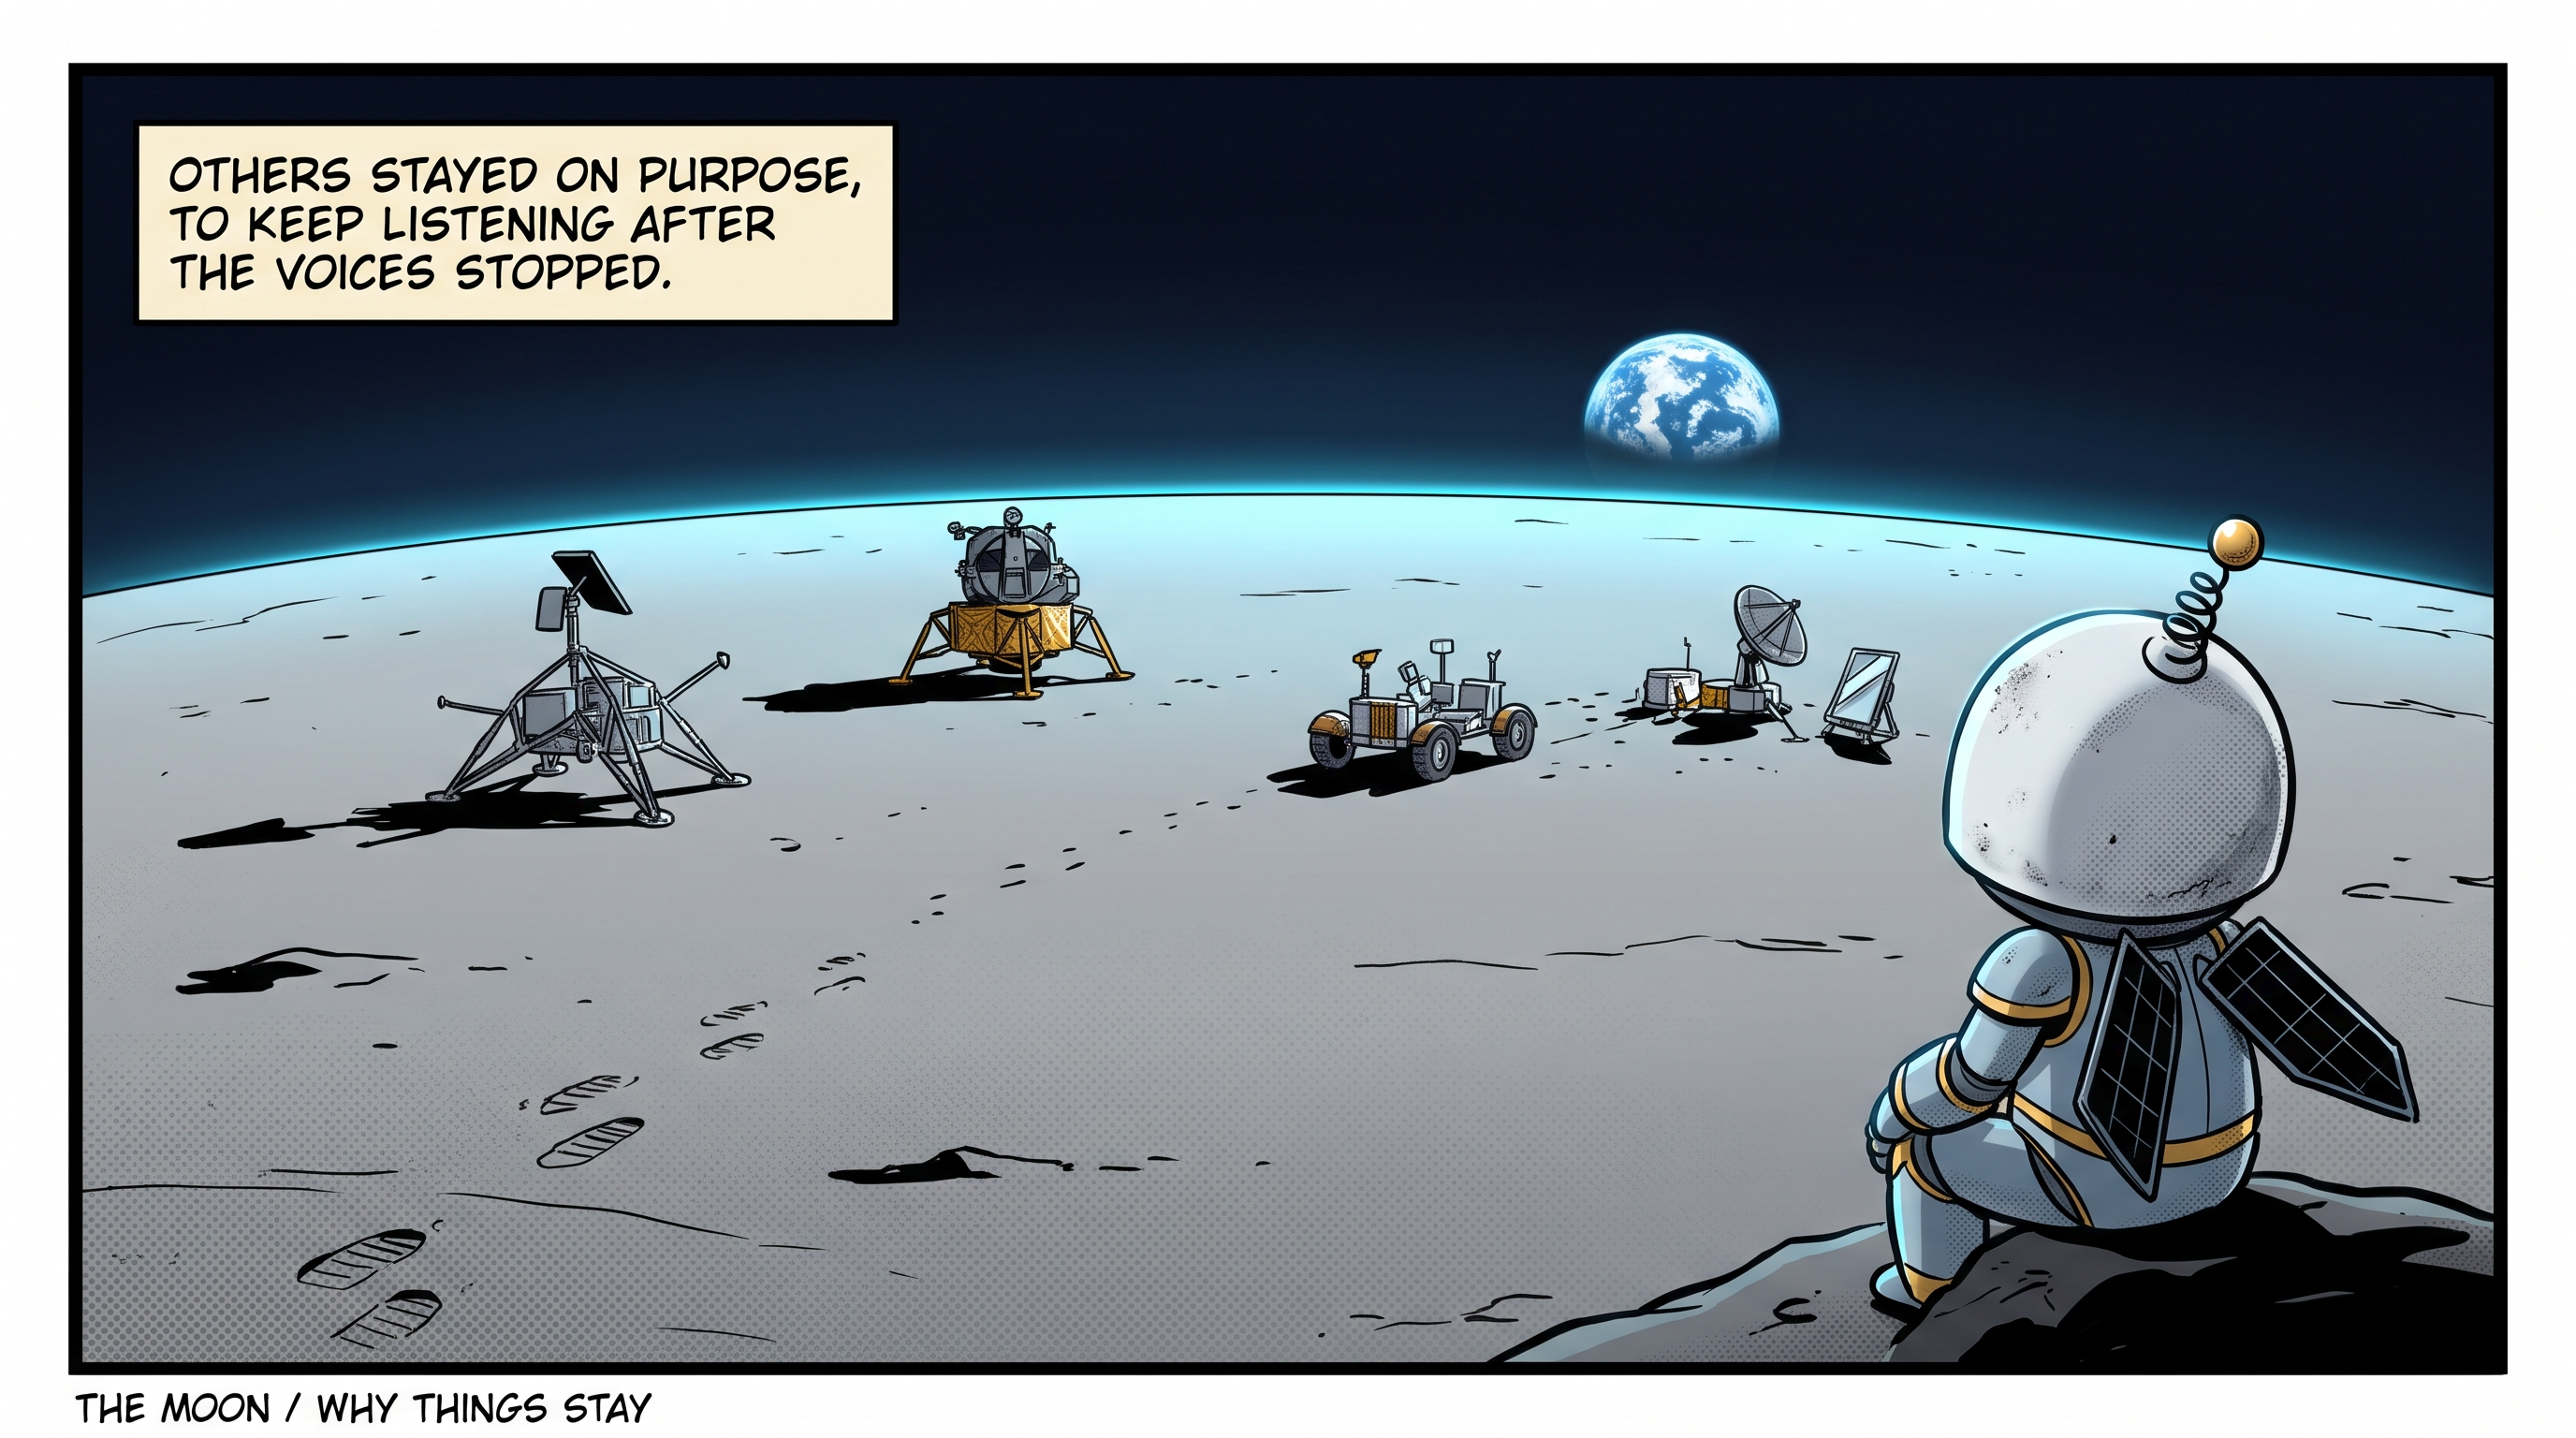 OTHERS STAYED ON PURPOSE,
TO KEEP LISTENING AFTER
THE VOICES STOPPED.
THE MOON / WHY THINGS STAY